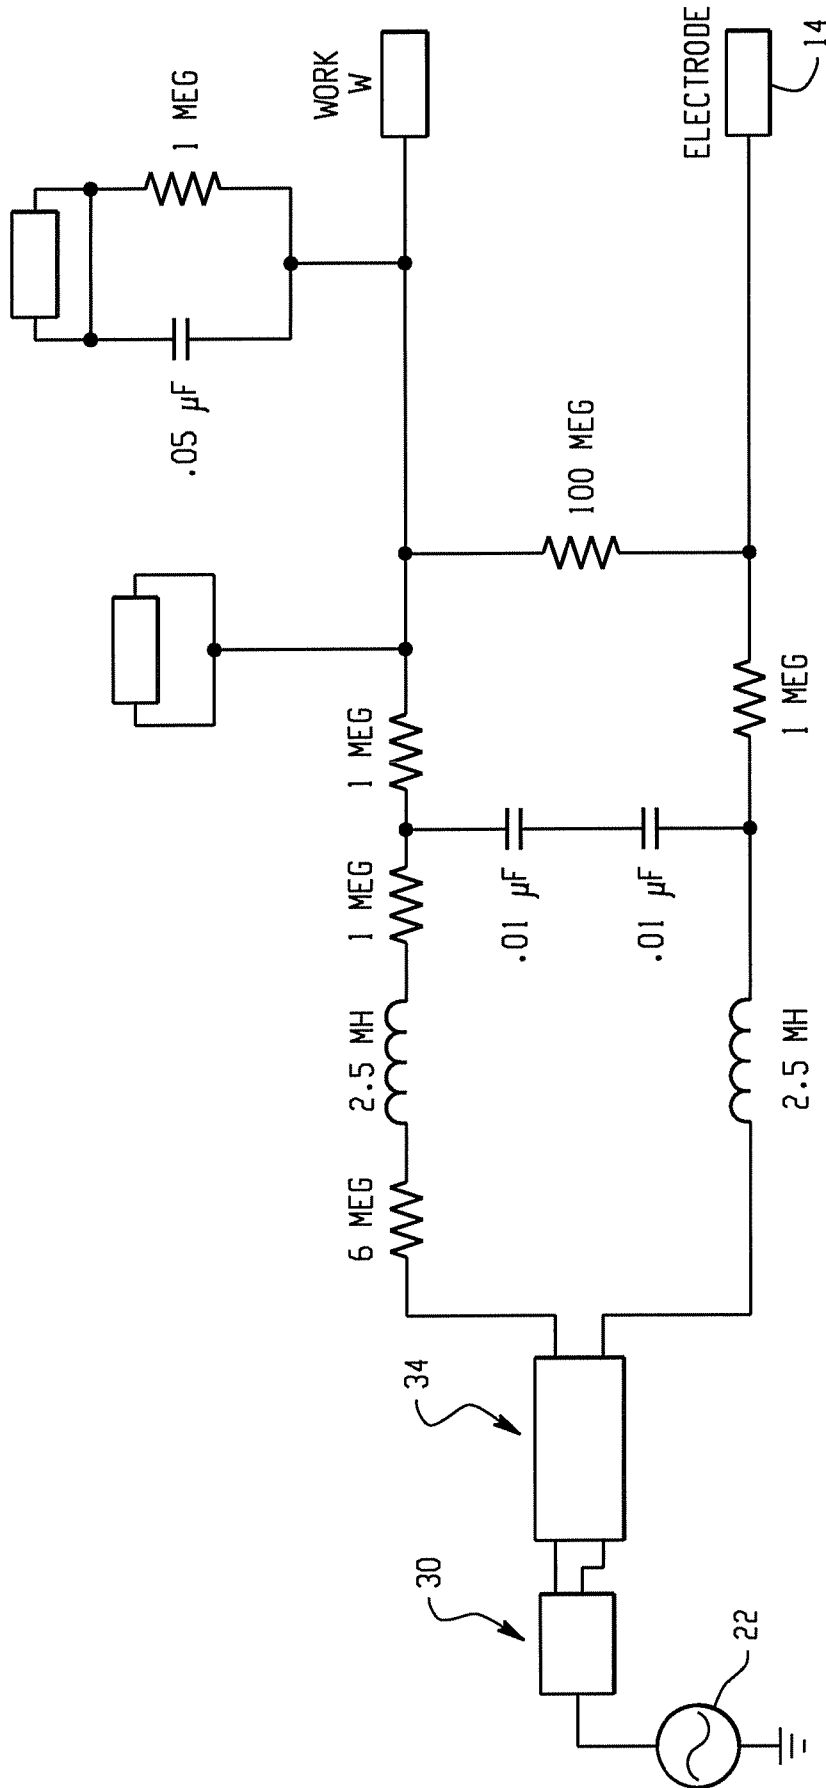 1 MEG
.05 µF
WORK
W
ELECTRODE
14
100 MEG
1 MEG
1 MEG
1 MEG
.01 µF
.01 µF
2.5 MH
2.5 MH
6 MEG
34
30
22